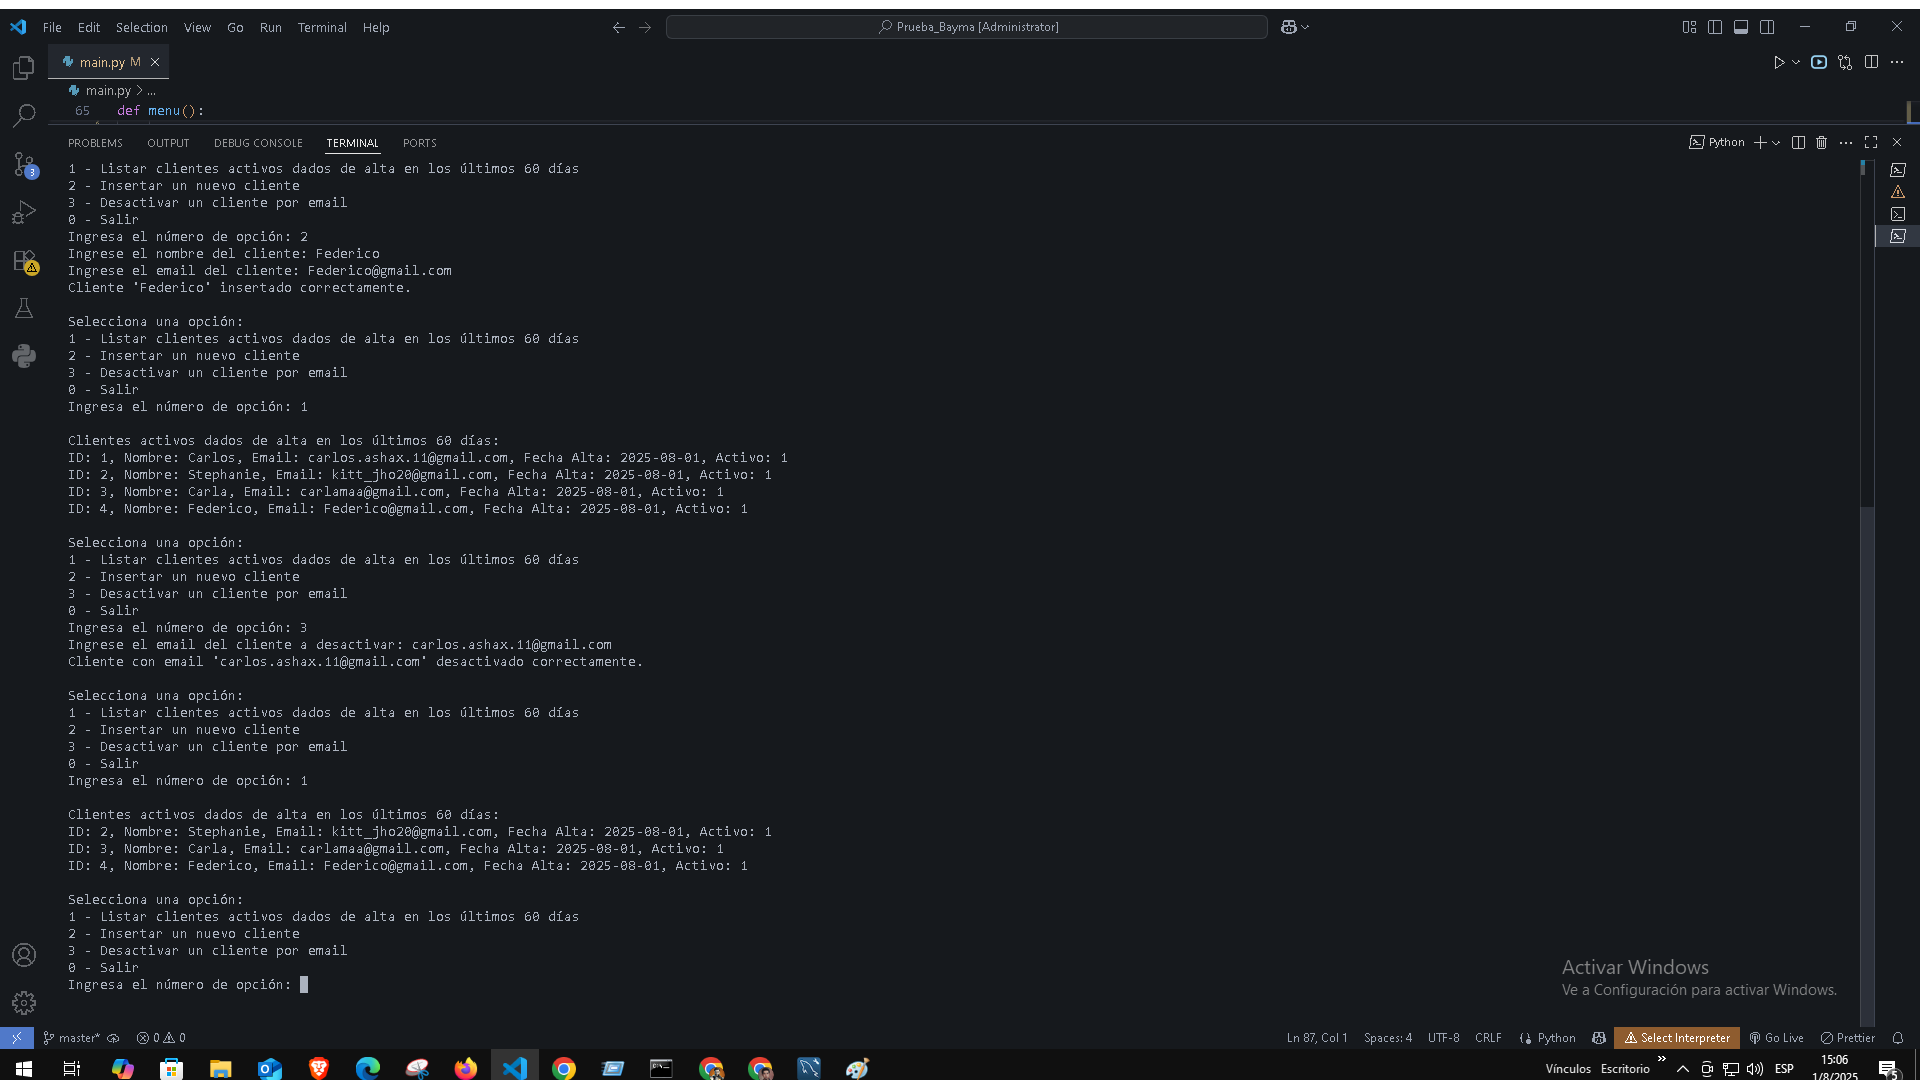 File Edit Selection View Go Run Terminal Help
Prueba_Bayma [Administrator]
main.py M
main.py > ...
65 def menu():
PROBLEMS OUTPUT DEBUG CONSOLE TERMINAL PORTS
Python
1 - Listar clientes activos dados de alta en los últimos 60 días
2 - Insertar un nuevo cliente
3 - Desactivar un cliente por email
0 - Salir
Ingresa el número de opción: 2
Ingrese el nombre del cliente: Federico
Ingrese el email del cliente: Federico@gmail.com
Cliente 'Federico' insertado correctamente.
Selecciona una opción:
1 - Listar clientes activos dados de alta en los últimos 60 días
2 - Insertar un nuevo cliente
3 - Desactivar un cliente por email
0 - Salir
Ingresa el número de opción: 1
Clientes activos dados de alta en los últimos 60 días:
ID: 1, Nombre: Carlos, Email: carlos.ashax.11@gmail.com, Fecha Alta: 2025-08-01, Activo: 1
ID: 2, Nombre: Stephanie, Email: kitt_jho20@gmail.com, Fecha Alta: 2025-08-01, Activo: 1
ID: 3, Nombre: Carla, Email: carlamaa@gmail.com, Fecha Alta: 2025-08-01, Activo: 1
ID: 4, Nombre: Federico, Email: Federico@gmail.com, Fecha Alta: 2025-08-01, Activo: 1
Selecciona una opción:
1 - Listar clientes activos dados de alta en los últimos 60 días
2 - Insertar un nuevo cliente
3 - Desactivar un cliente por email
0 - Salir
Ingresa el número de opción: 3
Ingrese el email del cliente a desactivar: carlos.ashax.11@gmail.com
Cliente con email 'carlos.ashax.11@gmail.com' desactivado correctamente.
Selecciona una opción:
1 - Listar clientes activos dados de alta en los últimos 60 días
2 - Insertar un nuevo cliente
3 - Desactivar un cliente por email
0 - Salir
Ingresa el número de opción: 1
Clientes activos dados de alta en los últimos 60 días:
ID: 2, Nombre: Stephanie, Email: kitt_jho20@gmail.com, Fecha Alta: 2025-08-01, Activo: 1
ID: 3, Nombre: Carla, Email: carlamaa@gmail.com, Fecha Alta: 2025-08-01, Activo: 1
ID: 4, Nombre: Federico, Email: Federico@gmail.com, Fecha Alta: 2025-08-01, Activo: 1
Selecciona una opción:
1 - Listar clientes activos dados de alta en los últimos 60 días
2 - Insertar un nuevo cliente
3 - Desactivar un cliente por email
0 - Salir
Ingresa el número de opción:
Activar Windows
Ve a Configuración para activar Windows.
3
master* 0 0 Ln 87, Col 1 Spaces: 4 UTF-8 CRLF Python Select Interpreter Go Live Prettier
Vínculos Escritorio ESP
15:06
1/8/2025
5